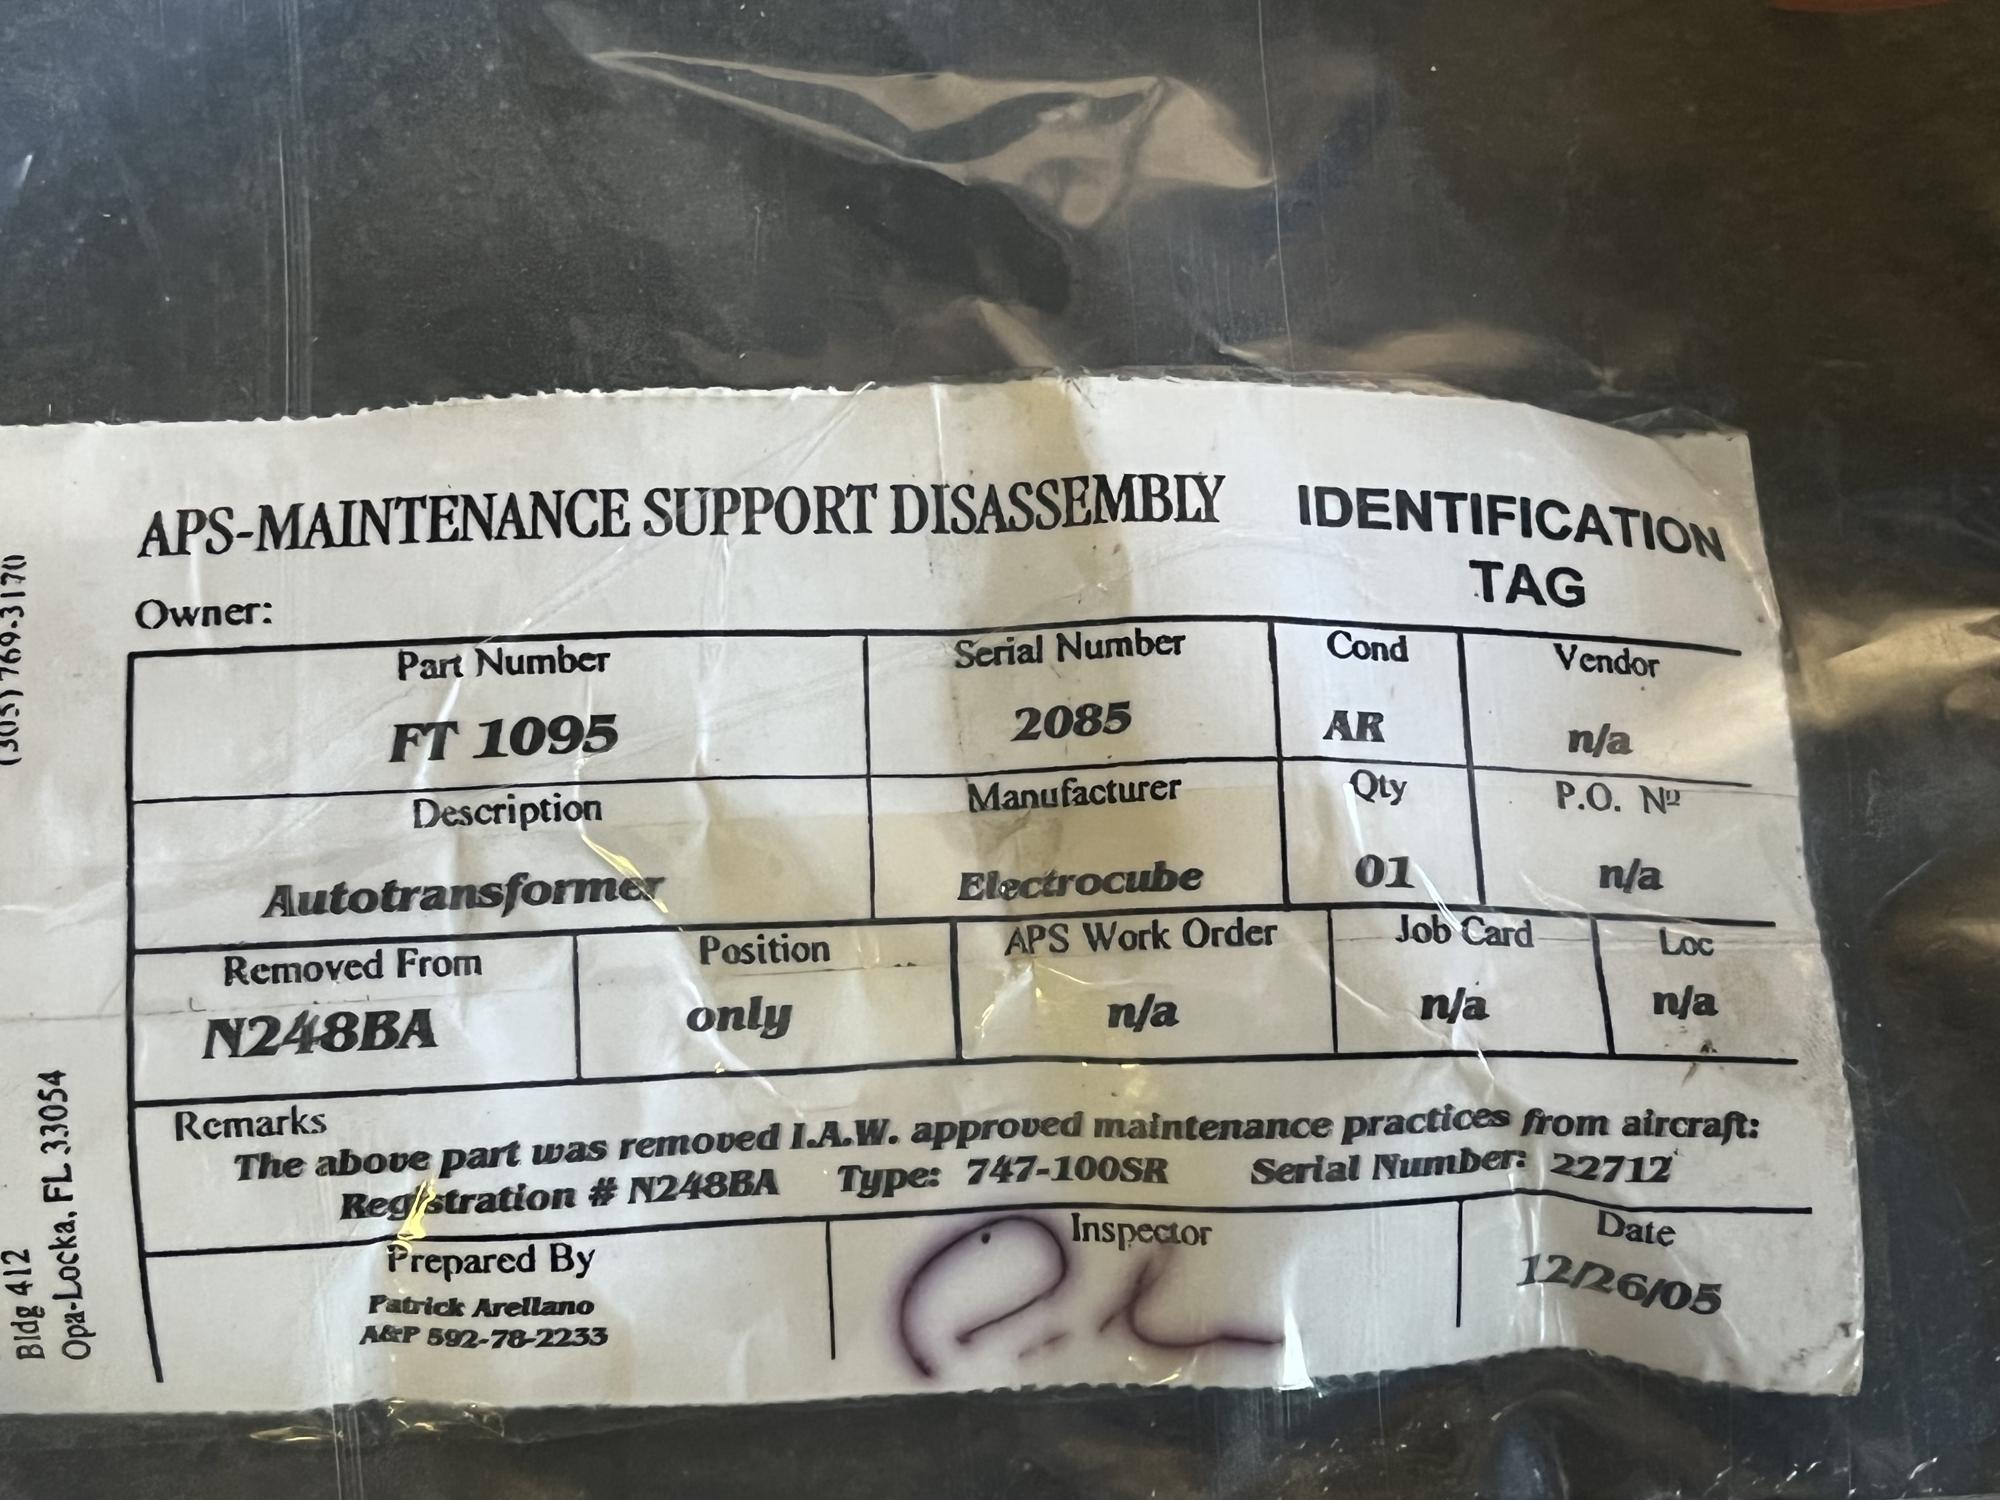 APS-MAINTENANCE SUPPORT DISASSEMBLY
IDENTIFICATION
TAG
Owner:
Part Number
FT 1095
Serial Number
2085
Cond
AR
Vendor
n/a
Description
Autotransformer
Manufacturer
Electrocube
Qty
01
P.O. Nº
n/a
Removed From
N248BA
Position
only
APS Work Order
n/a
Job Card
n/a
Loc
n/a
Remarks
The above part was removed I.A.W. approved maintenance practices from aircraft:
Registration # N248BA Type: 747-100SR Serial Number: 22712
Prepared By
Patrick Arellano
A&P 592-78-2233
Inspector
Date
12/26/05
Bldg 412
Opa-Locka, FL 33054
(305) 769-3170